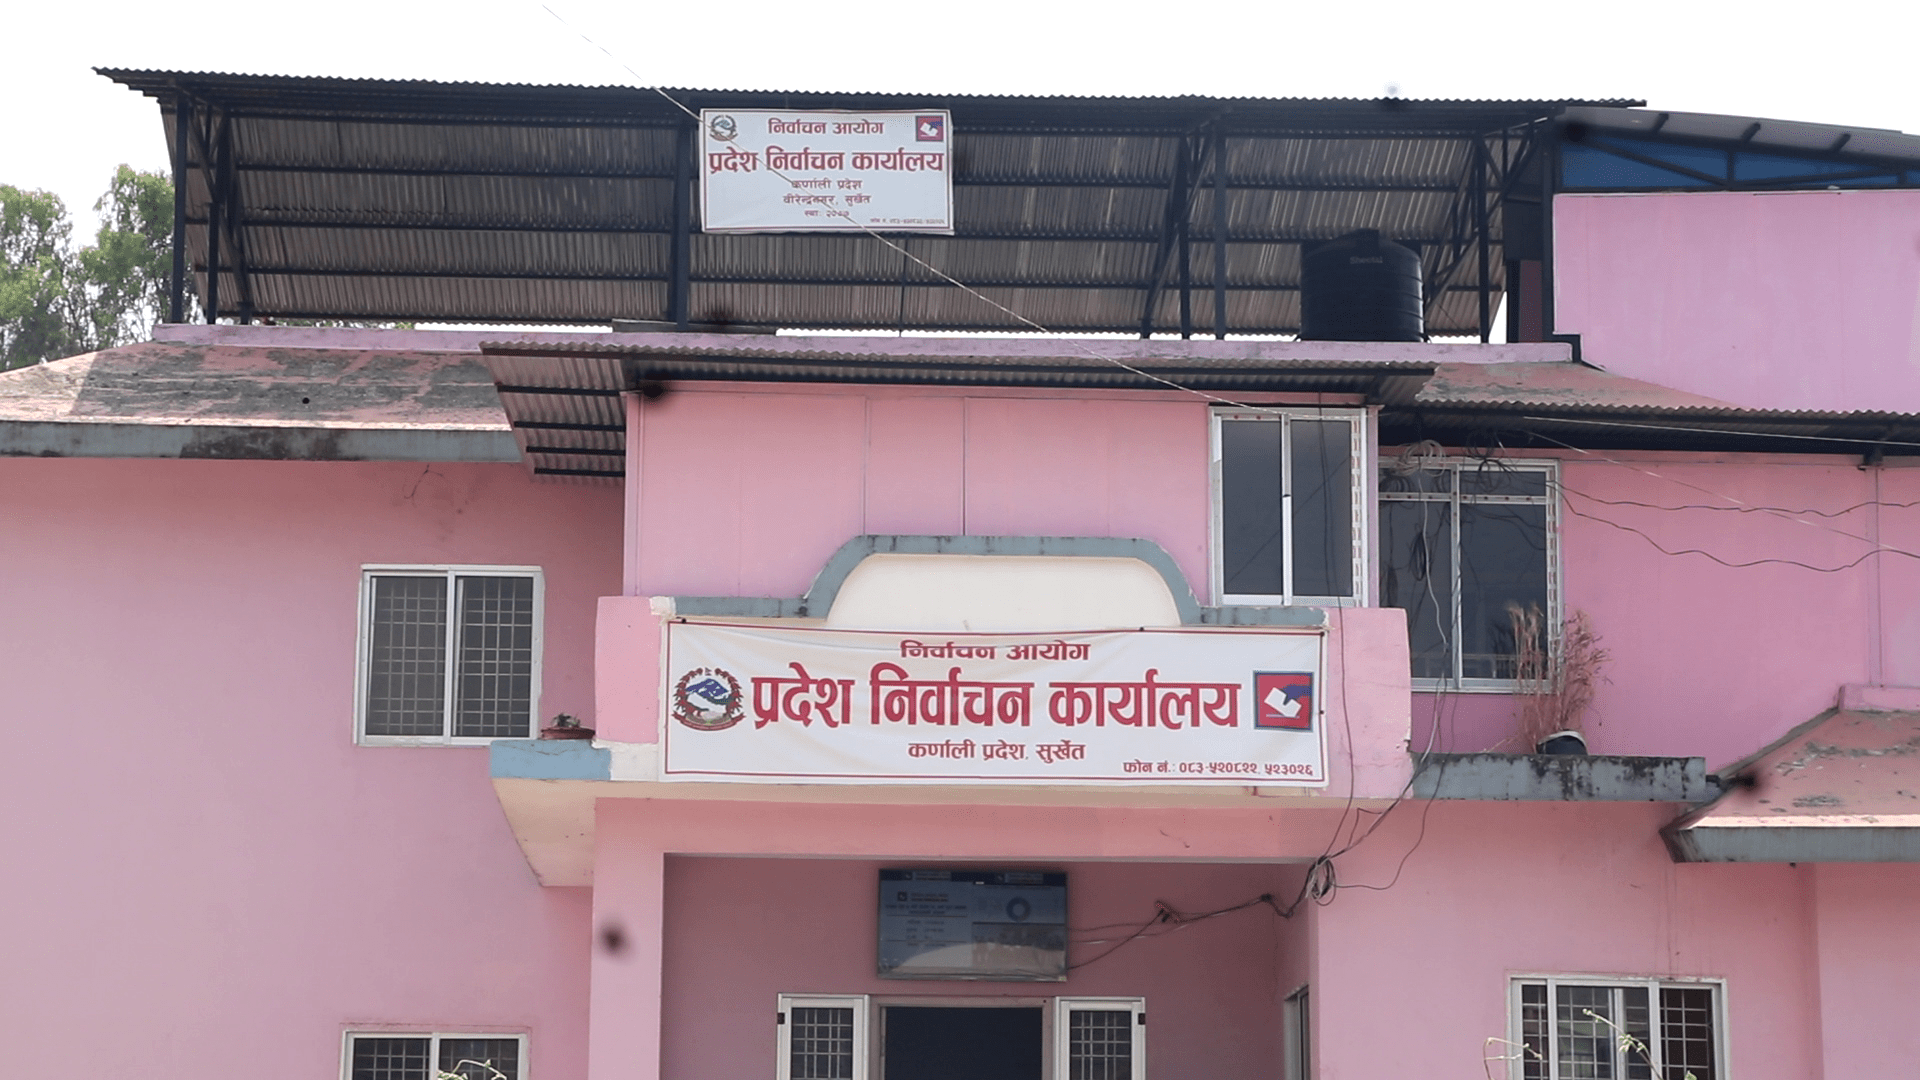 निर्वाचन आयोग
प्रदेश निर्वाचन कार्यालय
कर्णाली प्रदेश
वीरेन्द्रनगर, सुर्खेत
निर्वाचन आयोग
प्रदेश निर्वाचन कार्यालय
कर्णाली प्रदेश, सुर्खेत
फोन नं.: ०८३-५२०८२२, ५२३०२६